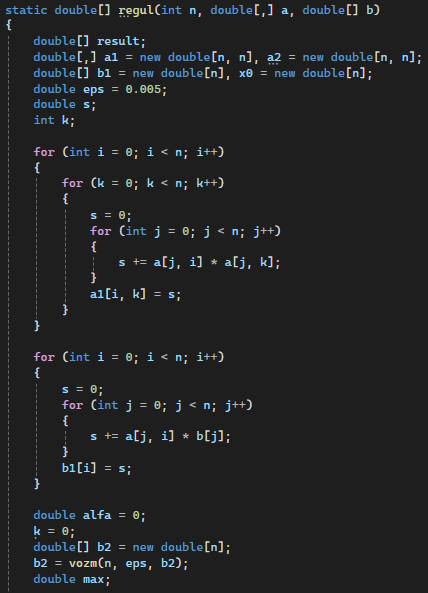 static double[] regul(int n, double[,] a, double[] b)
{
double[] result;
double[,] a1 = new double[n, n], a2 = new double[n, n];
double[] b1 = new double[n], x0 = new double[n];
double eps = 0.005;
double s;
int k;
for (int i = 0; i < n; i++)
{
for (k = 0; k < n; k++)
{
s = 0;
for (int j = 0; j < n; j++)
{
s += a[j, i] * a[j, k];
}
a1[i, k] = s;
}
}
for (int i = 0; i < n; i++)
{
s = 0;
for (int j = 0; j < n; j++)
{
s += a[j, i] * b[j];
}
b1[i] = s;
}
double alfa = 0;
k = 0;
double[] b2 = new double[n];
b2 = vozm(n, eps, b2);
double max;